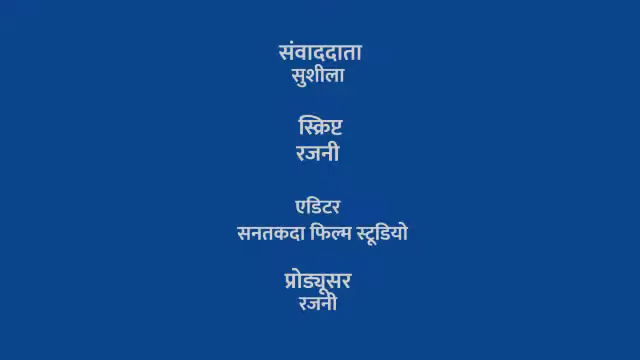 संवाददाता
सुशीला
स्क्रिप्ट
रजनी
एडिटर
सनतकदा फिल्म स्टूडियो
प्रोड्यूसर
रजनी